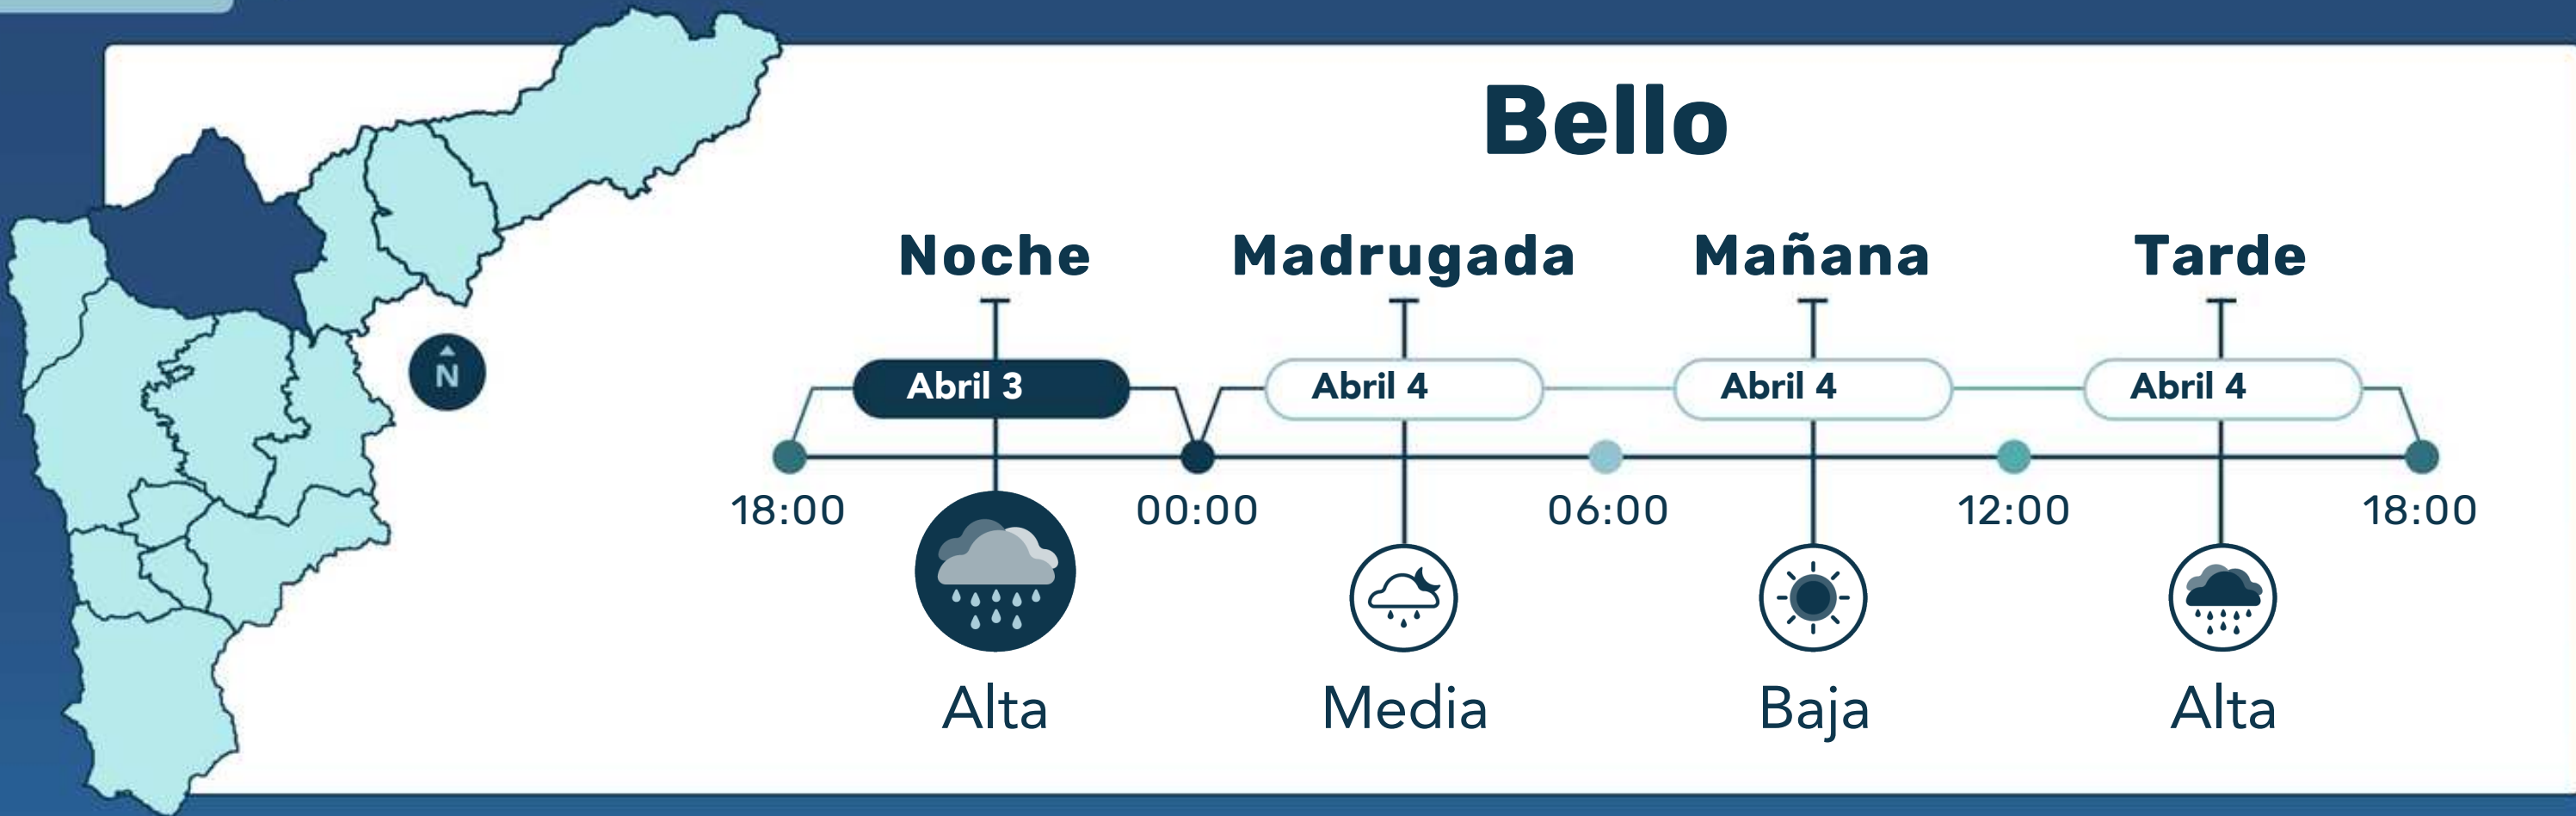 Bello
Noche Madrugada Mañana Tarde
Abril 3 Abril 4 Abril 4 Abril 4
N
18:00 00:00 06:00 12:00 18:00
Alta Media Baja Alta